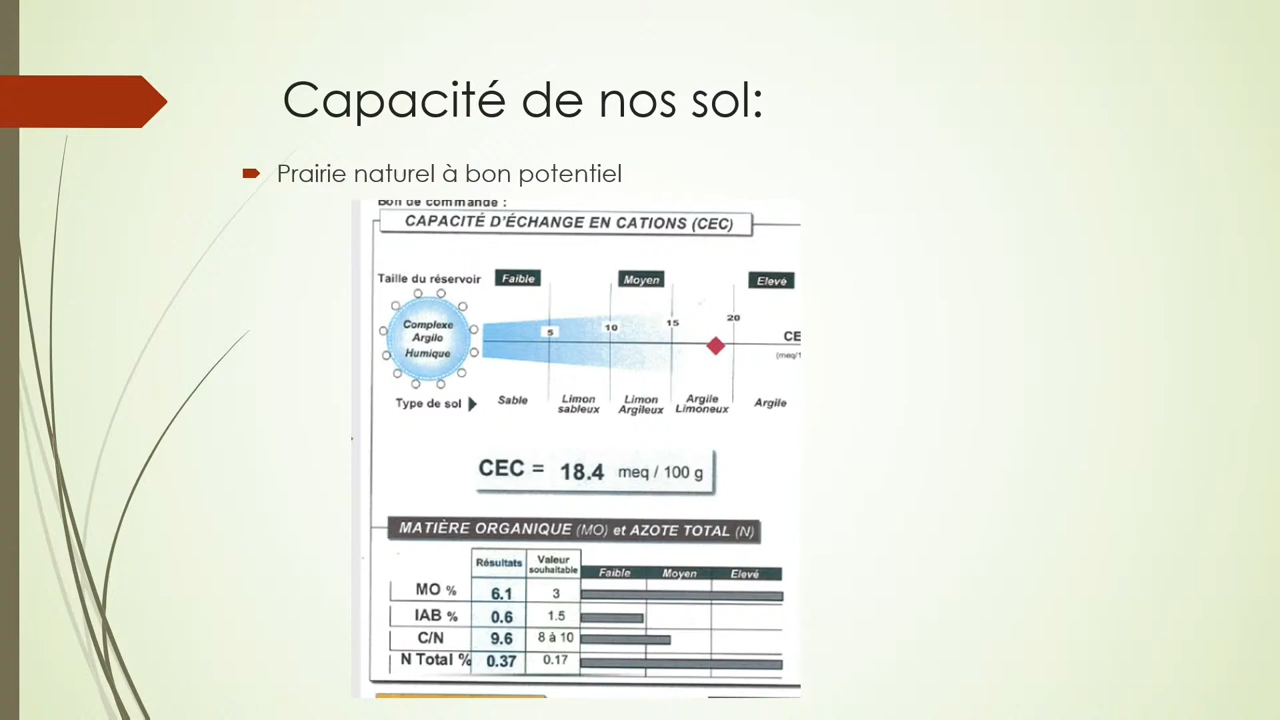 Capacité de nos sol:
Prairie naturel à bon potentiel
Bon de commande :
CAPACITÉ D'ÉCHANGE EN CATIONS (CEC)
Taille du réservoir Faible Moyen Elevé
Complexe
Argilo
Humique
5 10 15 20
CE
(meq/1
Type de sol Sable Limon sableux Limon Argileux Argile Limoneux Argile
CEC = 18.4 meq / 100 g
MATIÈRE ORGANIQUE (MO) et AZOTE TOTAL (N)
Résultats Valeur souhaitable Faible Moyen Elevé
MO % 6.1 3
IAB % 0.6 1.5
C/N 9.6 8 à 10
N Total % 0.37 0.17